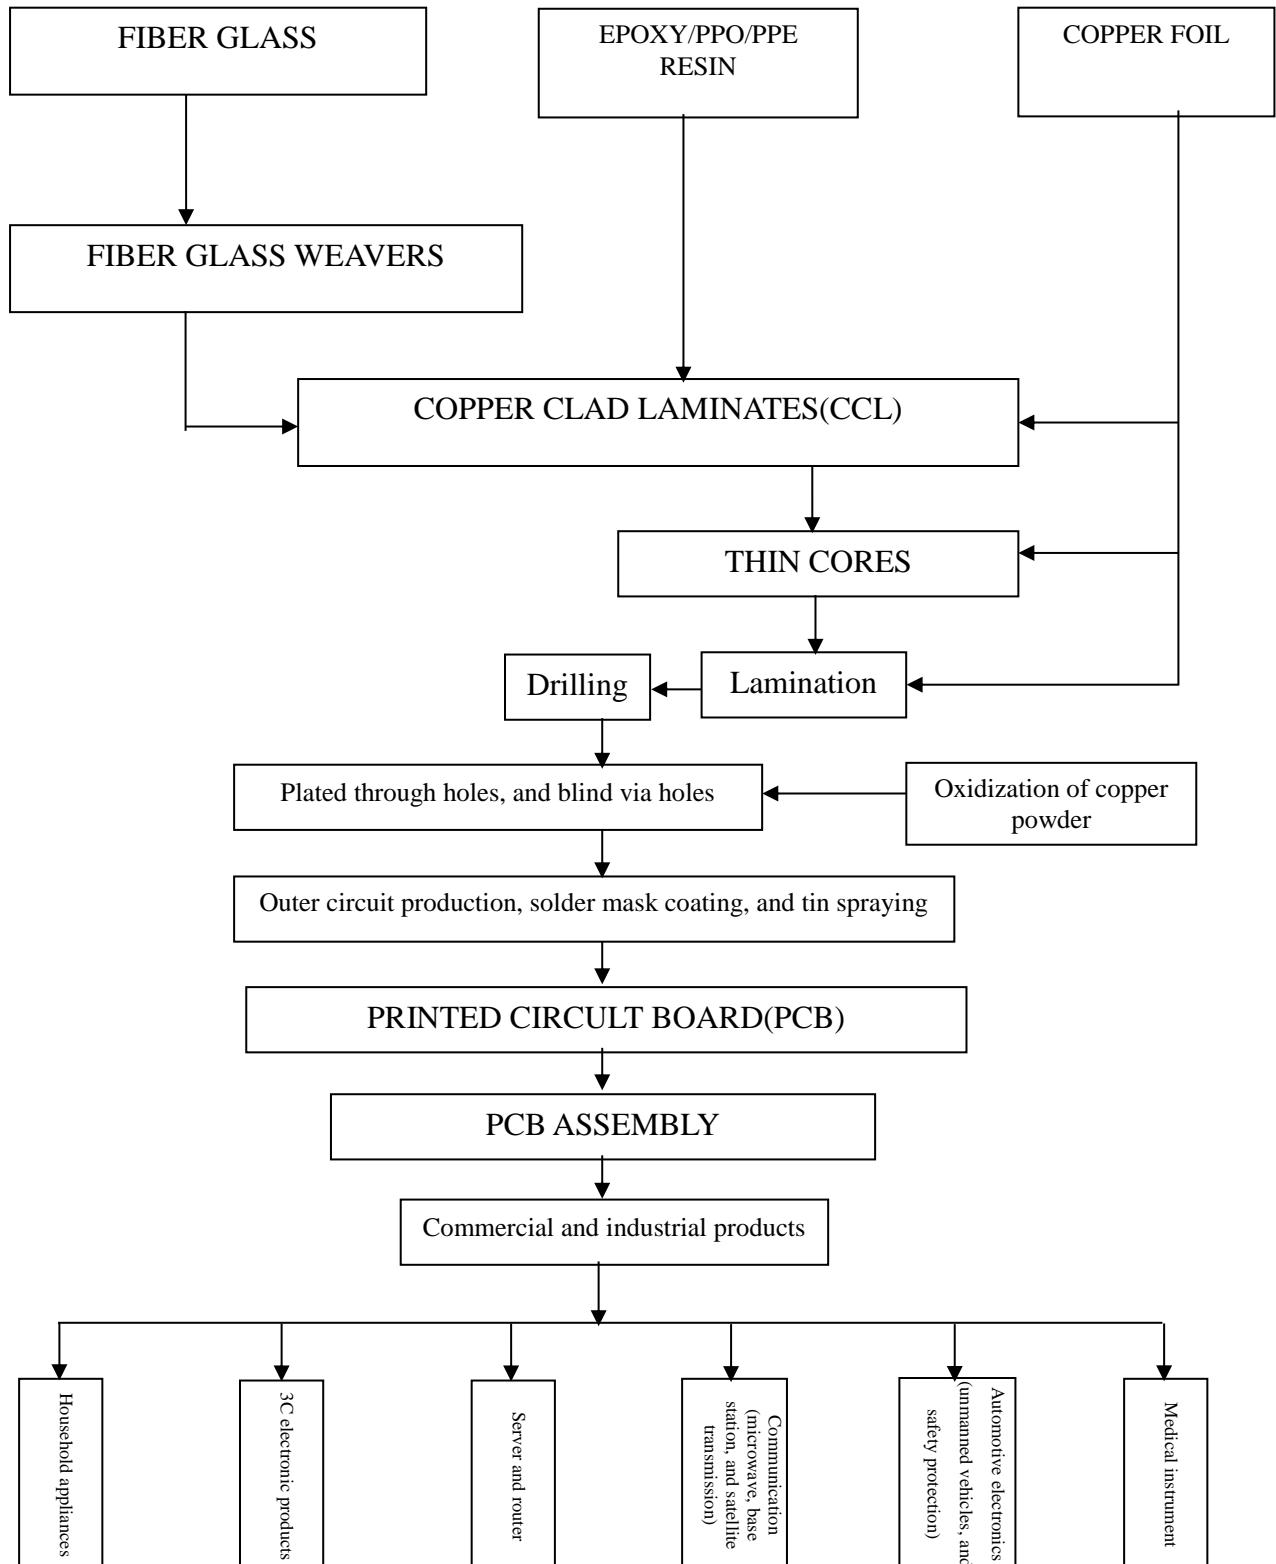 FIBER GLASS
EPOXY/PPO/PPE
RESIN
COPPER FOIL
FIBER GLASS WEAVERS
COPPER CLAD LAMINATES(CCL)
THIN CORES
Drilling
Lamination
Plated through holes, and blind via holes
Oxidization of copper
powder
Outer circuit production, solder mask coating, and tin spraying
PRINTED CIRCULT BOARD(PCB)
PCB ASSEMBLY
Commercial and industrial products
Household appliances
3C electronic products
Server and router
Communication
(microwave, base
station, and satellite
transmission)
Automotive electronics
(unmanned vehicles, and
safety protection)
Medical instrument